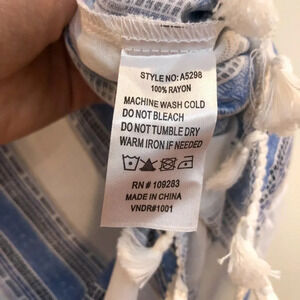 STYLE NO: A5298
100% RAYON
MACHINE WASH COLD
DO NOT BLEACH
DO NOT TUMBLE DRY
WARM IRON IF NEEDED
RN # 109283
MADE IN CHINA
VNDR#1001